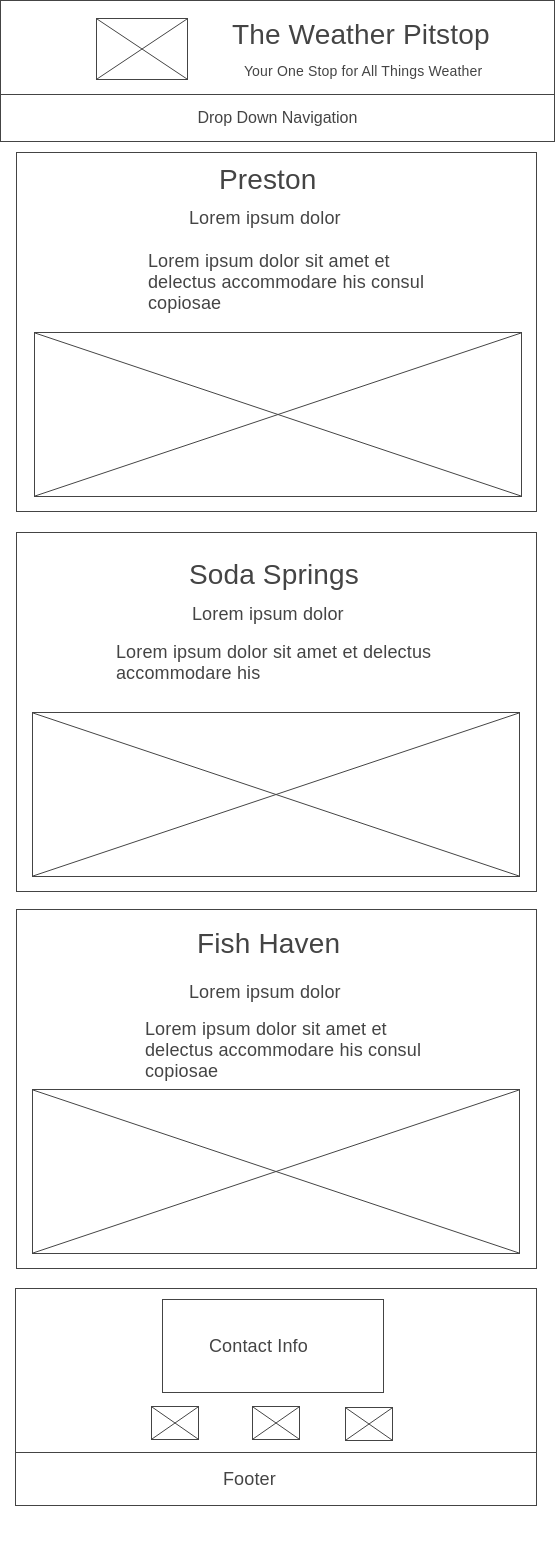 The Weather Pitstop
Your One Stop for All Things Weather
Drop Down Navigation
Preston
Lorem ipsum dolor
Lorem ipsum dolor sit amet et
delectus accommodare his consul
copiosae
Soda Springs
Lorem ipsum dolor
Lorem ipsum dolor sit amet et delectus
accommodare his
Fish Haven
Lorem ipsum dolor
Lorem ipsum dolor sit amet et
delectus accommodare his consul
copiosae
Contact Info
Footer